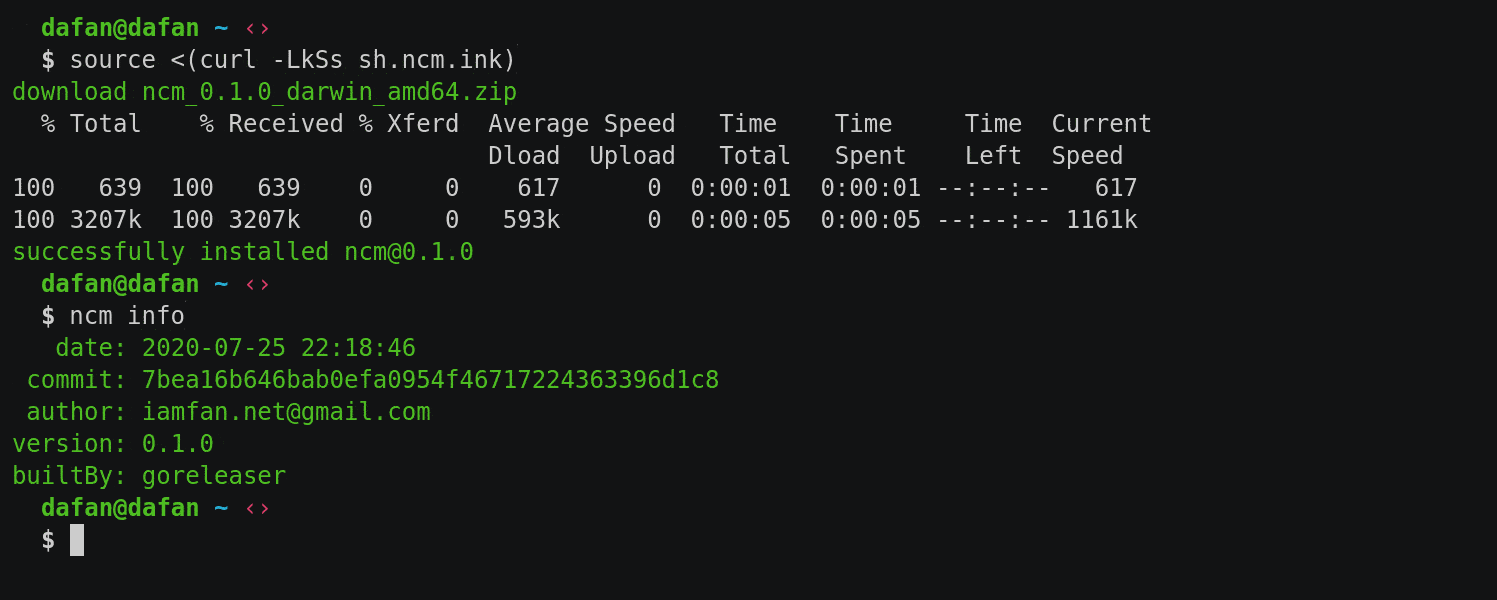 dafan@dafan ~ ‹›
$ source <(curl -LkSs sh.ncm.ink)
download ncm_0.1.0_darwin_amd64.zip
  % Total    % Received % Xferd  Average Speed   Time    Time     Time  Current
                                 Dload  Upload   Total   Spent    Left  Speed
100   639  100   639    0     0    617      0  0:00:01  0:00:01 --:--:--   617
100 3207k  100 3207k    0     0   593k      0  0:00:05  0:00:05 --:--:-- 1161k
successfully installed ncm@0.1.0
dafan@dafan ~ ‹›
$ ncm info
   date: 2020-07-25 22:18:46
 commit: 7bea16b646bab0efa0954f46717224363396d1c8
 author: iamfan.net@gmail.com
version: 0.1.0
builtBy: goreleaser
dafan@dafan ~ ‹›
$